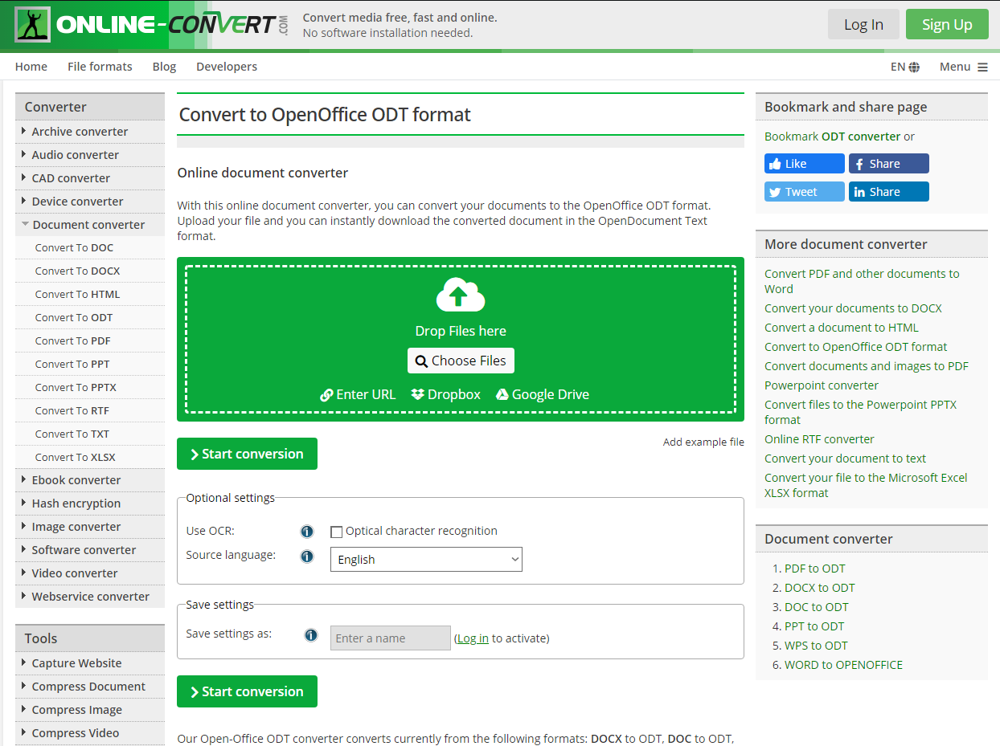 ONLINE-CONVERT.COM
Convert media free, fast and online.
No software installation needed.
Log In
Sign Up
Home
File formats
Blog
Developers
EN
Menu
Converter
Archive converter
Audio converter
CAD converter
Device converter
Document converter
Convert To DOC
Convert To DOCX
Convert To HTML
Convert To ODT
Convert To PDF
Convert To PPT
Convert To PPTX
Convert To RTF
Convert To TXT
Convert To XLSX
Ebook converter
Hash encryption
Image converter
Software converter
Video converter
Webservice converter
Tools
Capture Website
Compress Document
Compress Image
Compress Video
Convert to OpenOffice ODT format
Online document converter
With this online document converter, you can convert your documents to the OpenOffice ODT format.
Upload your file and you can instantly download the converted document in the OpenDocument Text
format.
Drop Files here
Choose Files
Enter URL
Dropbox
Google Drive
Start conversion
Add example file
Optional settings
Use OCR:
Optical character recognition
Source language:
English
Save settings
Save settings as:
Enter a name
(Log in to activate)
Start conversion
Our Open-Office ODT converter converts currently from the following formats: DOCX to ODT, DOC to ODT,
Bookmark and share page
Bookmark ODT converter or
Like
Share
Tweet
Share
More document converter
Convert PDF and other documents to
Word
Convert your documents to DOCX
Convert a document to HTML
Convert to OpenOffice ODT format
Convert documents and images to PDF
Powerpoint converter
Convert files to the Powerpoint PPTX
format
Online RTF converter
Convert your document to text
Convert your file to the Microsoft Excel
XLSX format
Document converter
1. PDF to ODT
2. DOCX to ODT
3. DOC to ODT
4. PPT to ODT
5. WPS to ODT
6. WORD to OPENOFFICE